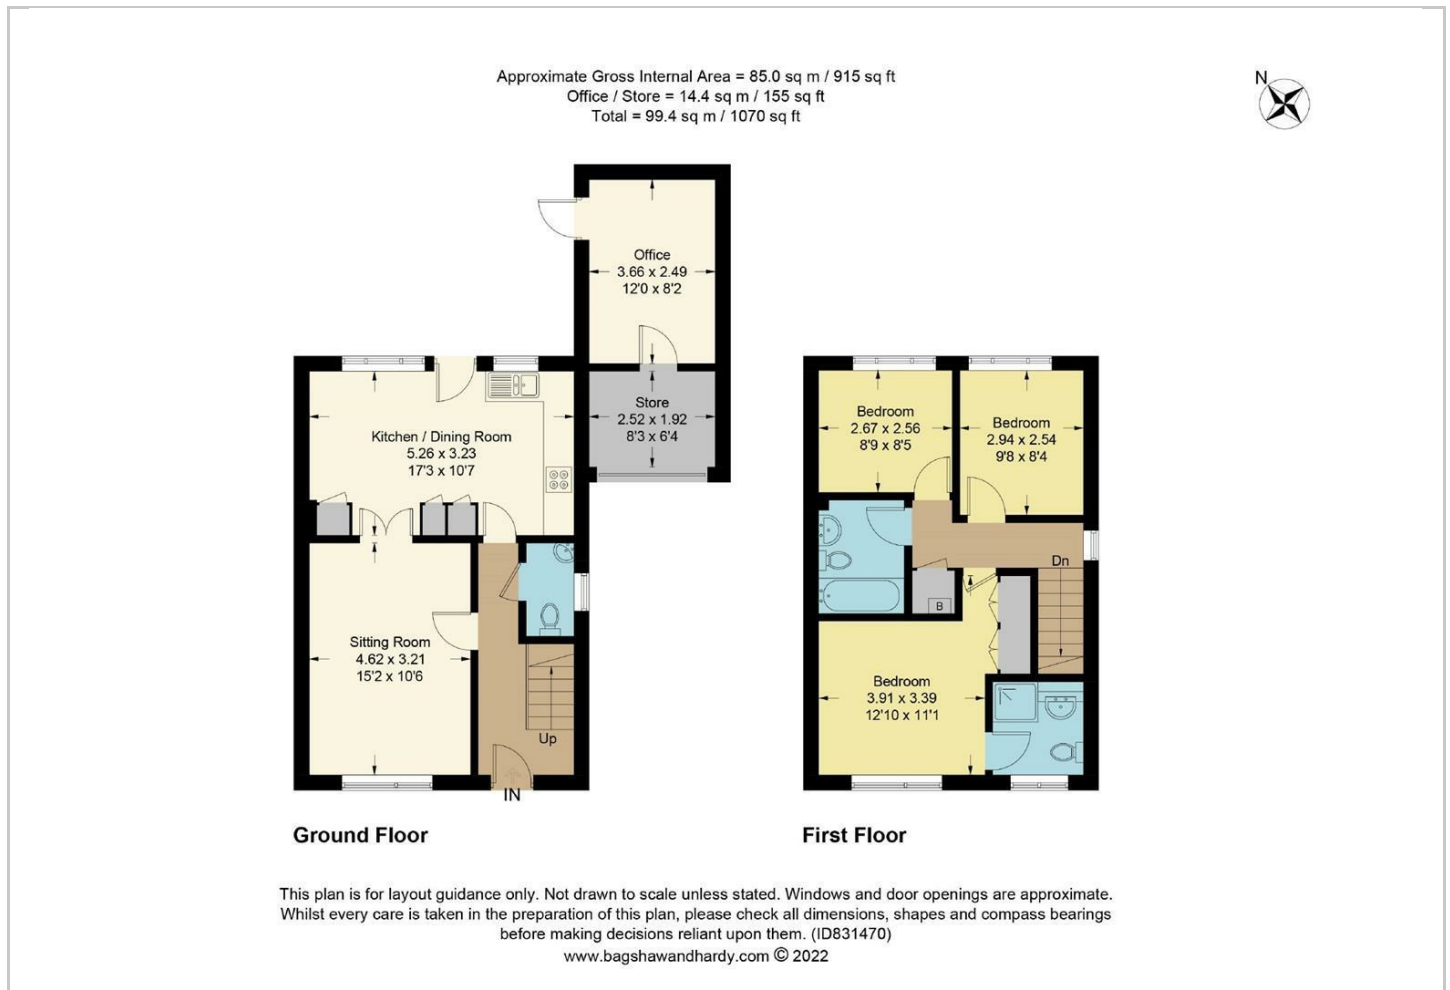 Approximate Gross Internal Area = 85.0 sq m / 915 sq ft
Office / Store = 14.4 sq m / 155 sq ft
Total = 99.4 sq m / 1070 sq ft
N
Office
3.66 x 2.49
12'0 x 8'2
Store
2.52 x 1.92
8'3 x 6'4
Kitchen / Dining Room
5.26 x 3.23
17'3 x 10'7
Sitting Room
4.62 x 3.21
15'2 x 10'6
Up
IN
Ground Floor
Bedroom
2.67 x 2.56
8'9 x 8'5
Bedroom
2.94 x 2.54
9'8 x 8'4
Dn
B
Bedroom
3.91 x 3.39
12'10 x 11'1
First Floor
This plan is for layout guidance only. Not drawn to scale unless stated. Windows and door openings are approximate.
Whilst every care is taken in the preparation of this plan, please check all dimensions, shapes and compass bearings
before making decisions reliant upon them. (ID831470)
www.bagshawandhardy.com © 2022